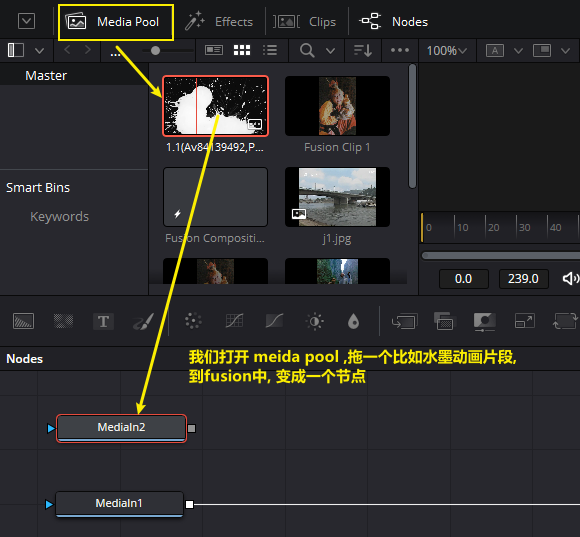 Media Pool
Effects
Clips
Nodes
...
100%
A
•••
Master
Smart Bins
Keywords
1.1(Av84139492,P...
Fusion Clip 1
Fusion Compositi...
j1.jpg
0
10
20
30
40
0.0
239.0
T
Nodes
我们打开 meida pool ,拖一个比如水墨动画片段,
到fusion中, 变成一个节点
MediaIn2
MediaIn1